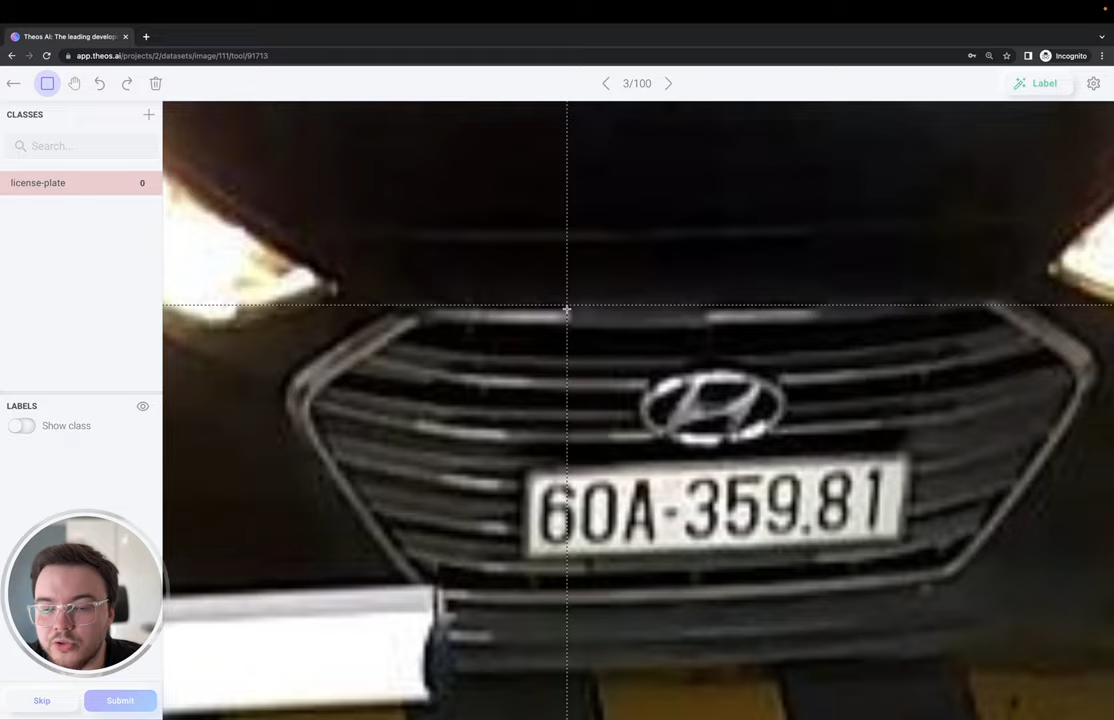 Theos AI: The leading develop
app.theos.ai/projects/2/datasets/image/111/tool/91713
Incognito
3/100
Label
CLASSES
Search...
license-plate 0
LABELS
Show class
Skip
Submit
60A-359.81